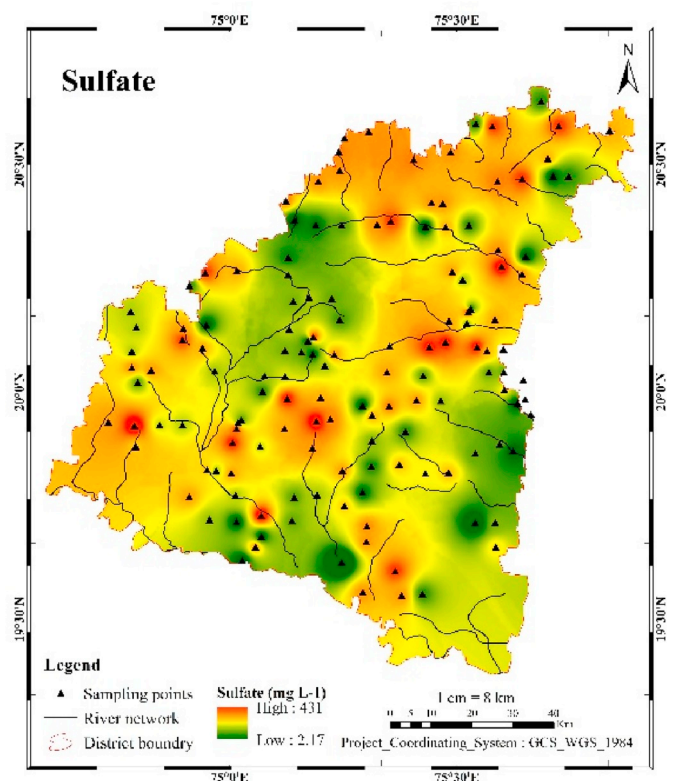 75°0'E 75°30'E
N
Sulfate
20°30'N 20°30'N
20°0'N 20°0'N
19°30'N 19°30'N
Legend
Sampling points
River network
District boundary
Sulfate (mg L-1)
High : 431
Low : 2.17
1 cm = 8 km
0 5 10 20 30 40
Km
Project_Coordinating_System : GCS_WGS_1984
75°0'E 75°30'E